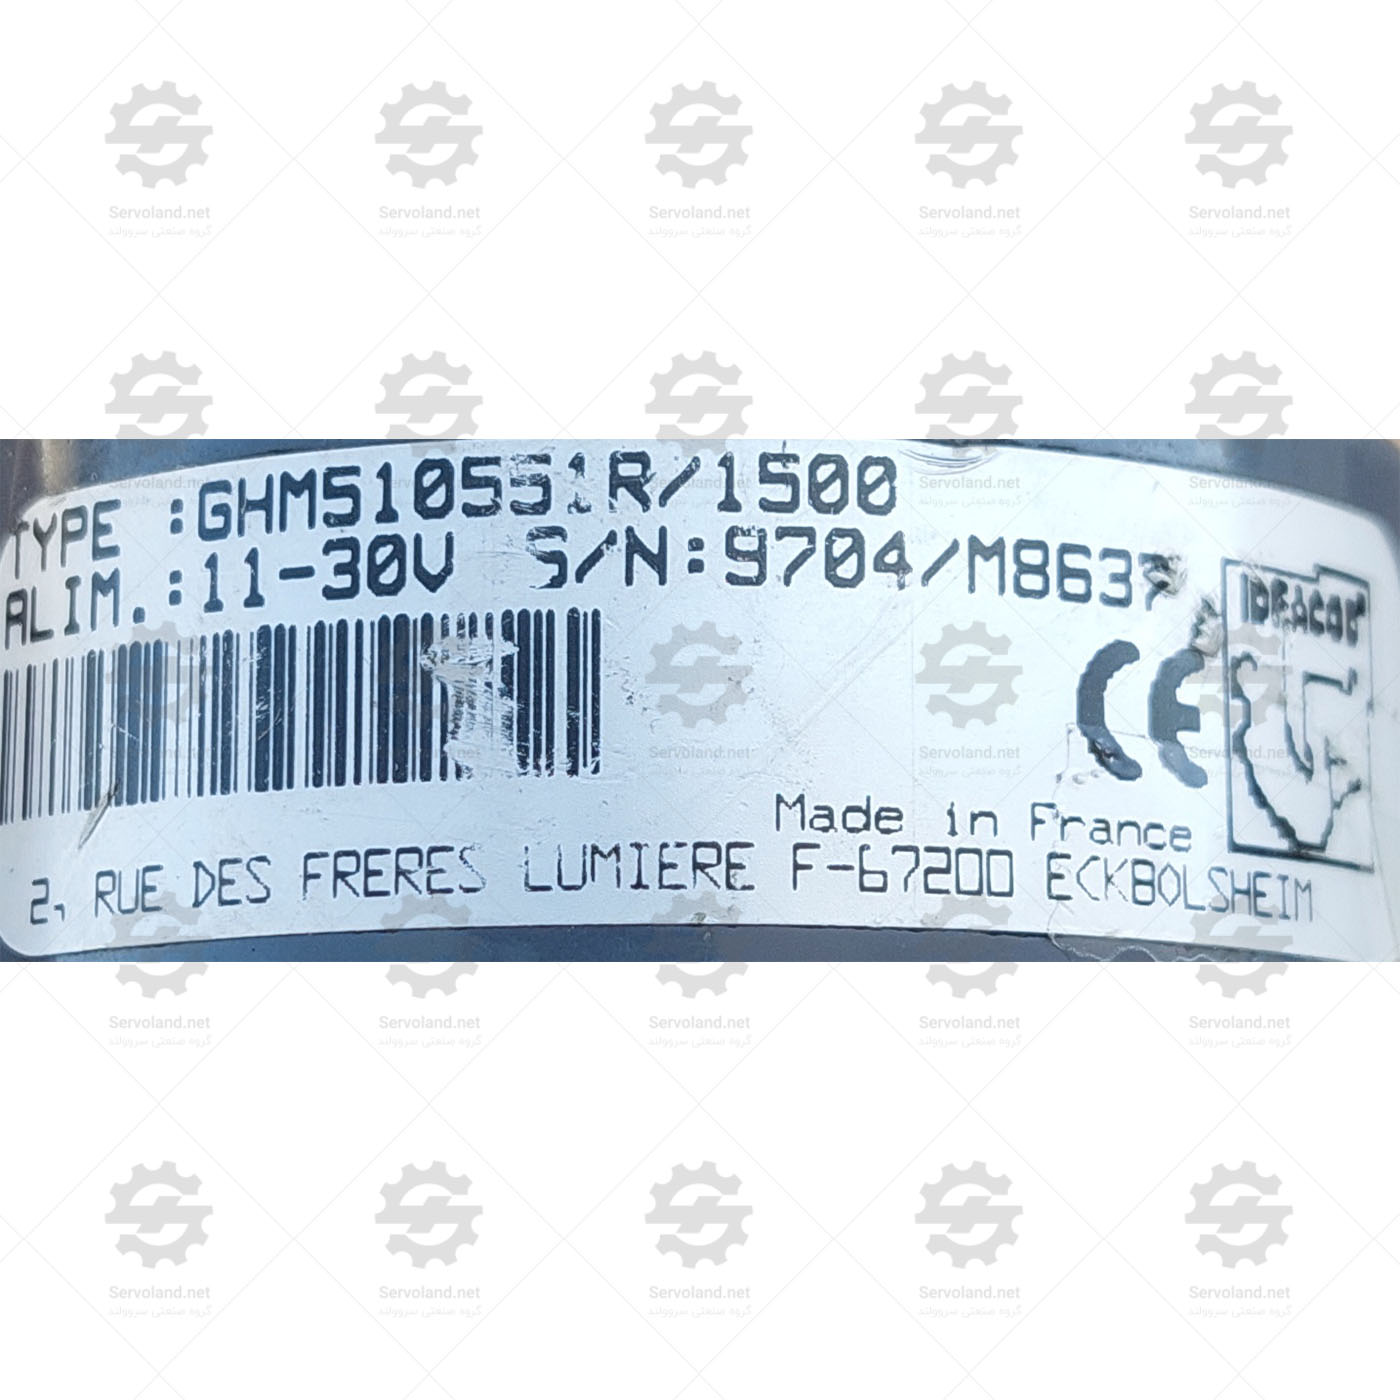 TYPE :GHM510551R/1500
ALIM.:11-30V S/N:9704/M8637
IDEACOD
CE
Made in France
2, RUE DES FRERES LUMIERE F-67200 ECKBOLSHEIM
Servoland.net
گروه صنعتی سروولند